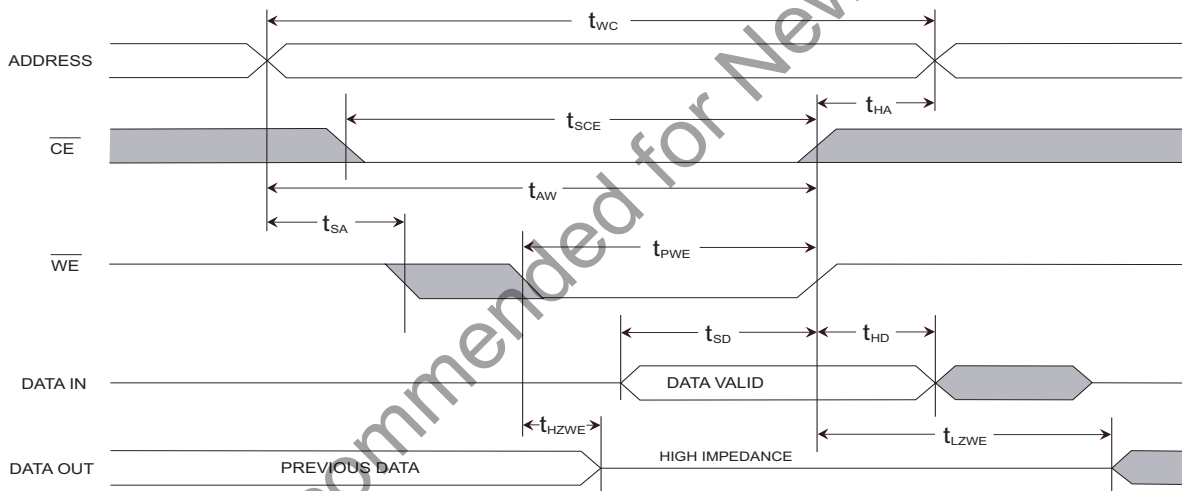 tWC
ADDRESS
tHA
tSCE
CE
tAW
tSA
tPWE
WE
tSD
tHD
DATA IN
DATA VALID
tHZWE
tLZWE
DATA OUT
PREVIOUS DATA
HIGH IMPEDANCE
commended for New